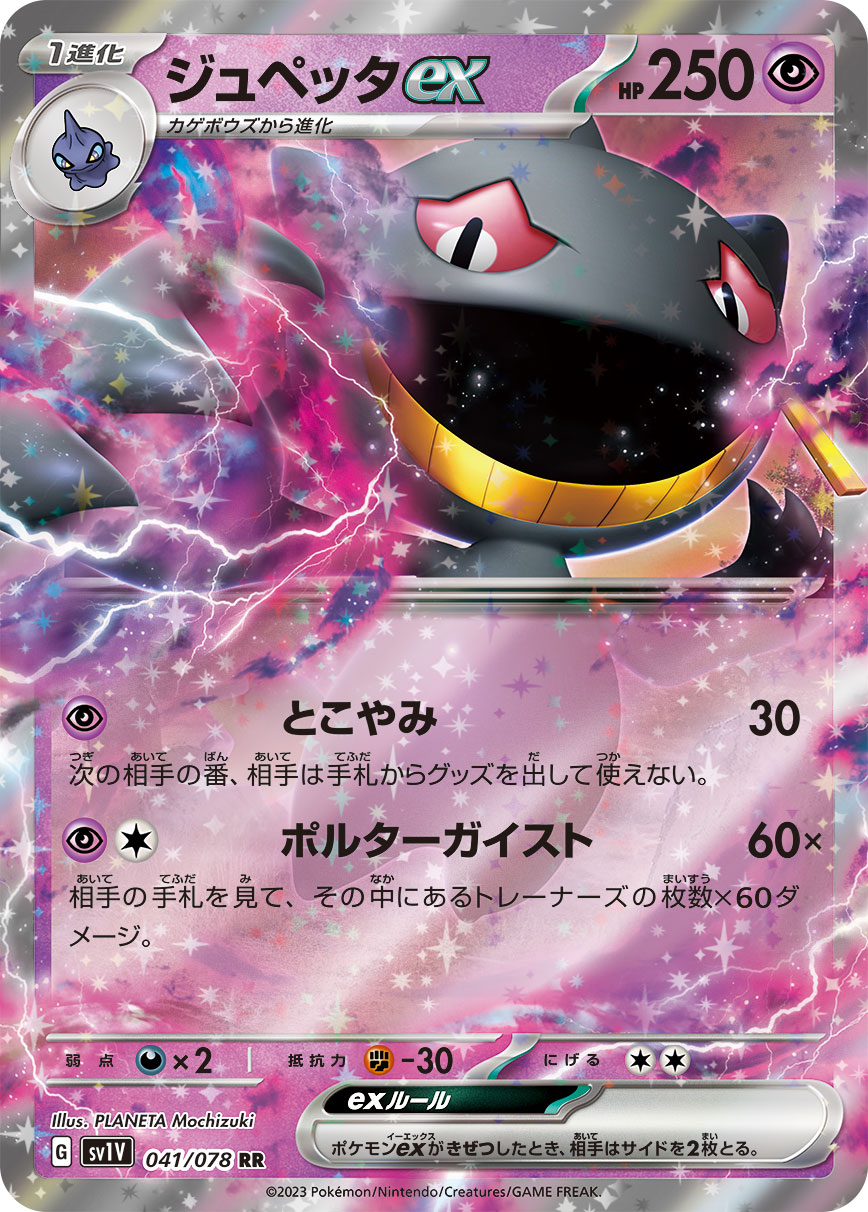 1進化
ジュペッタex
HP 250
カゲボウズから進化
とこやみ 30
次の相手の番、相手は手札からグッズを出して使えない。
ポルターガイスト 60×
相手の手札を見て、その中にあるトレーナーズの枚数×60ダ
メージ。
弱点 ×2 抵抗力 -30 にげる
exルール
ポケモンexがきぜつしたとき、相手はサイドを2枚とる。
Illus. PLANETA Mochizuki
G sv1V 041/078 RR
©2023 Pokémon/Nintendo/Creatures/GAME FREAK.